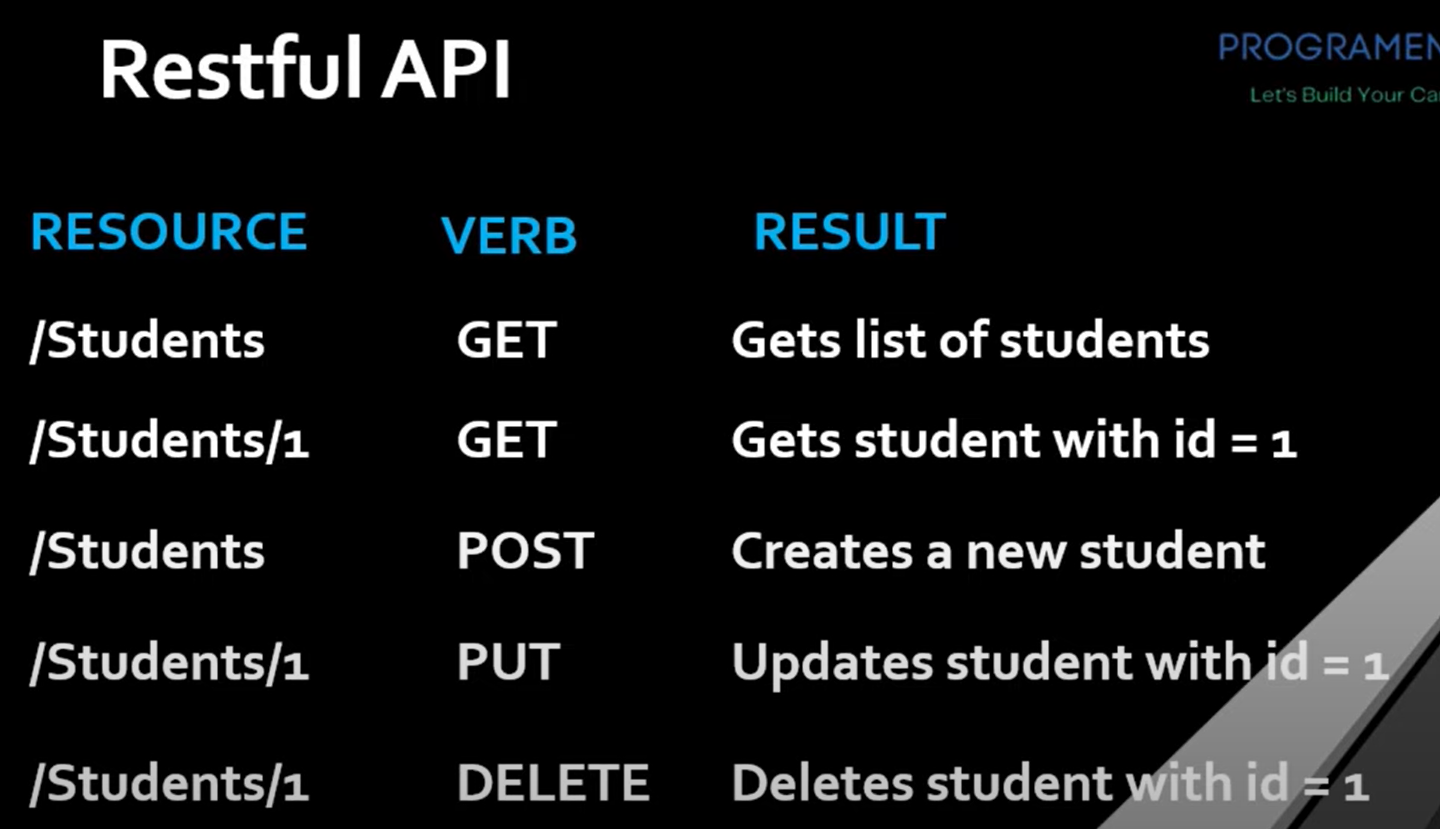 Restful API
PROGRAMEN
Let's Build Your
RESOURCE VERB RESULT
/Students GET Gets list of students
/Students/1 GET Gets student with id = 1
/Students POST Creates a new student
/Students/1 PUT Updates student with id = 1
/Students/1 DELETE Deletes student with id = 1